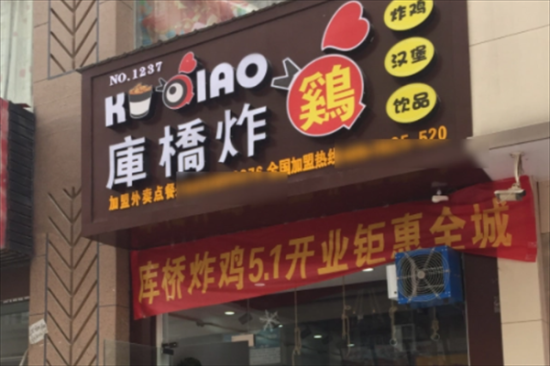 NO.1237
KUQIAO
庫橋炸鷄
炸鸡
汉堡
饮品
加盟外卖点餐
全国加盟热线
520
库桥炸鸡5.1开业钜惠全城